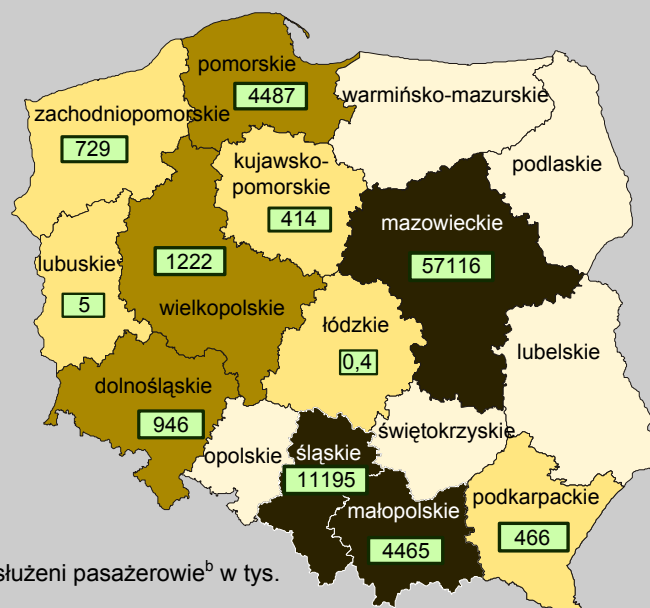 pomorskie
4487
warmińsko-mazurskie
zachodniopomorskie
729
kujawsko-
pomorskie
414
podlaskie
mazowieckie
57116
lubuskie
5
1222
wielkopolskie
łódzkie
0,4
lubelskie
dolnośląskie
946
opolskie
śląskie
11195
świętokrzyskie
małopolskie
4465
podkarpackie
466
służeni pasażerowieᵇ w tys.